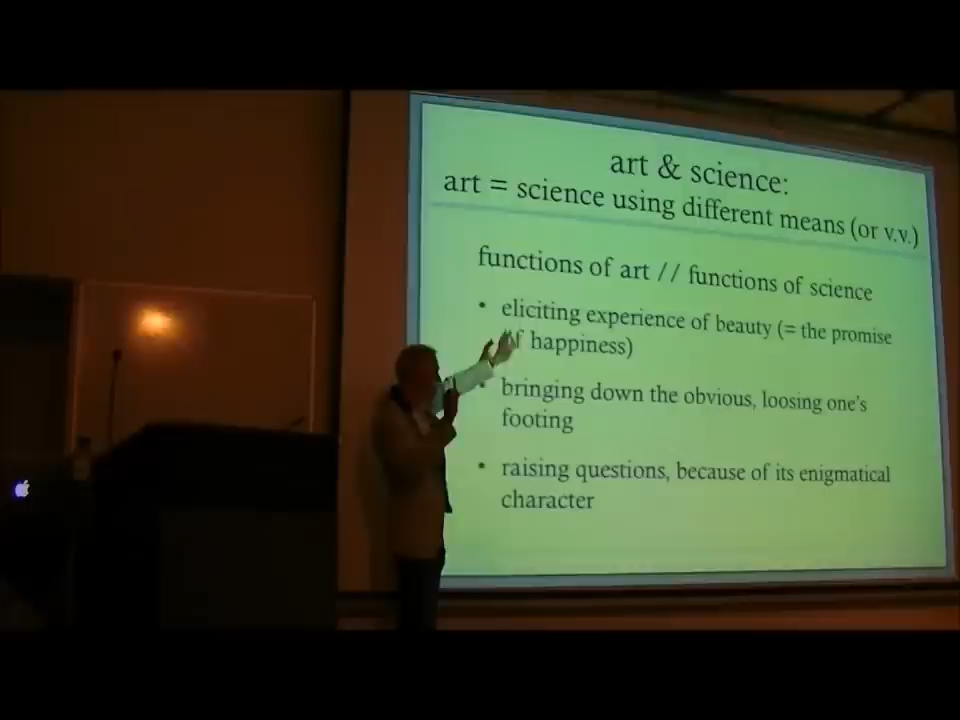 art & science:
art = science using different means (or v.v.)
functions of art // functions of science
• eliciting experience of beauty (= the promise
of happiness)
• bringing down the obvious, loosing one's
footing
• raising questions, because of its enigmatical
character